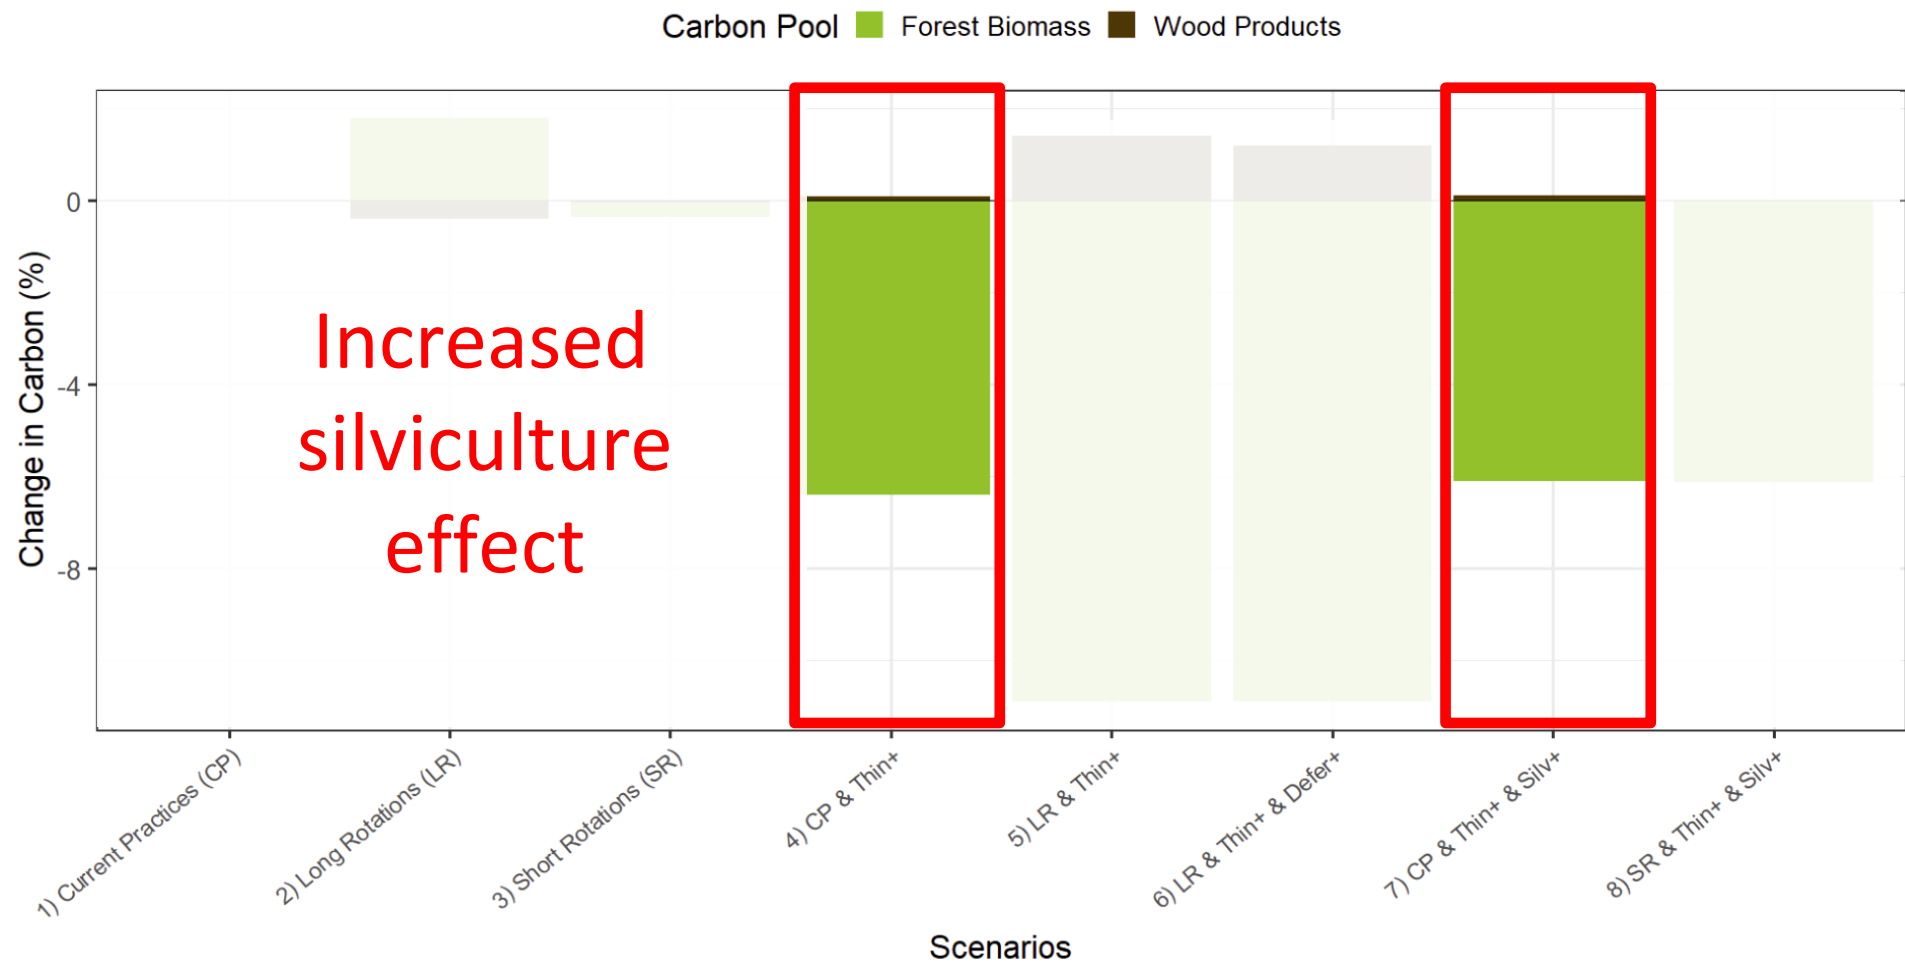 Carbon Pool Forest Biomass Wood Products
Change in Carbon (%)
0
-4
-8
Increased
silviculture
effect
1) Current Practices (CP)
2) Long Rotations (LR)
3) Short Rotations (SR)
4) CP & Thin+
5) LR & Thin+
6) LR & Thin+ & Defer+
7) CP & Thin+ & Silv+
8) SR & Thin+ & Silv+
Scenarios